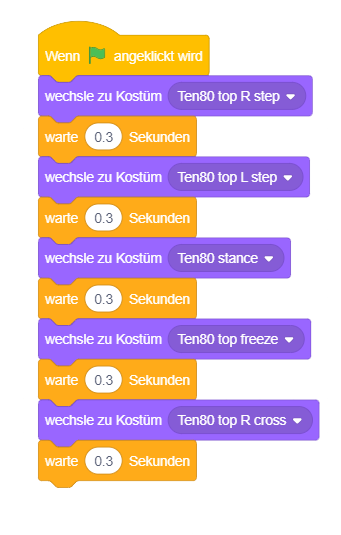 Wenn angeklickt wird
wechsle zu Kostüm Ten80 top R step
warte 0.3 Sekunden
wechsle zu Kostüm Ten80 top L step
warte 0.3 Sekunden
wechsle zu Kostüm Ten80 stance
warte 0.3 Sekunden
wechsle zu Kostüm Ten80 top freeze
warte 0.3 Sekunden
wechsle zu Kostüm Ten80 top R cross
warte 0.3 Sekunden